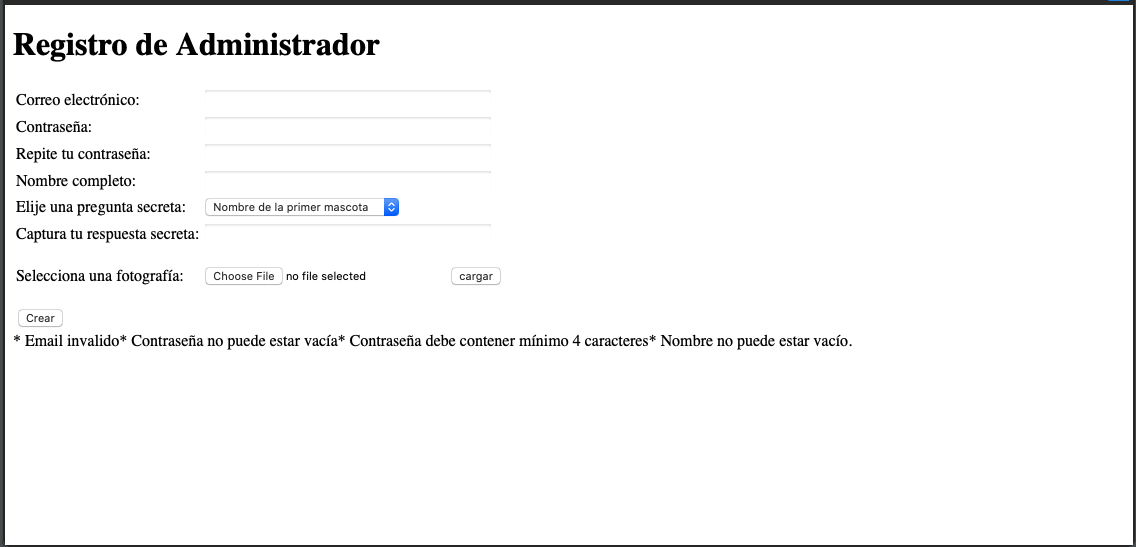 Registro de Administrador
Correo electrónico:
Contraseña:
Repite tu contraseña:
Nombre completo:
Elije una pregunta secreta: Nombre de la primer mascota
Captura tu respuesta secreta:
Selecciona una fotografía: Choose File no file selected cargar
Crear
* Email invalido* Contraseña no puede estar vacía* Contraseña debe contener mínimo 4 caracteres* Nombre no puede estar vacío.